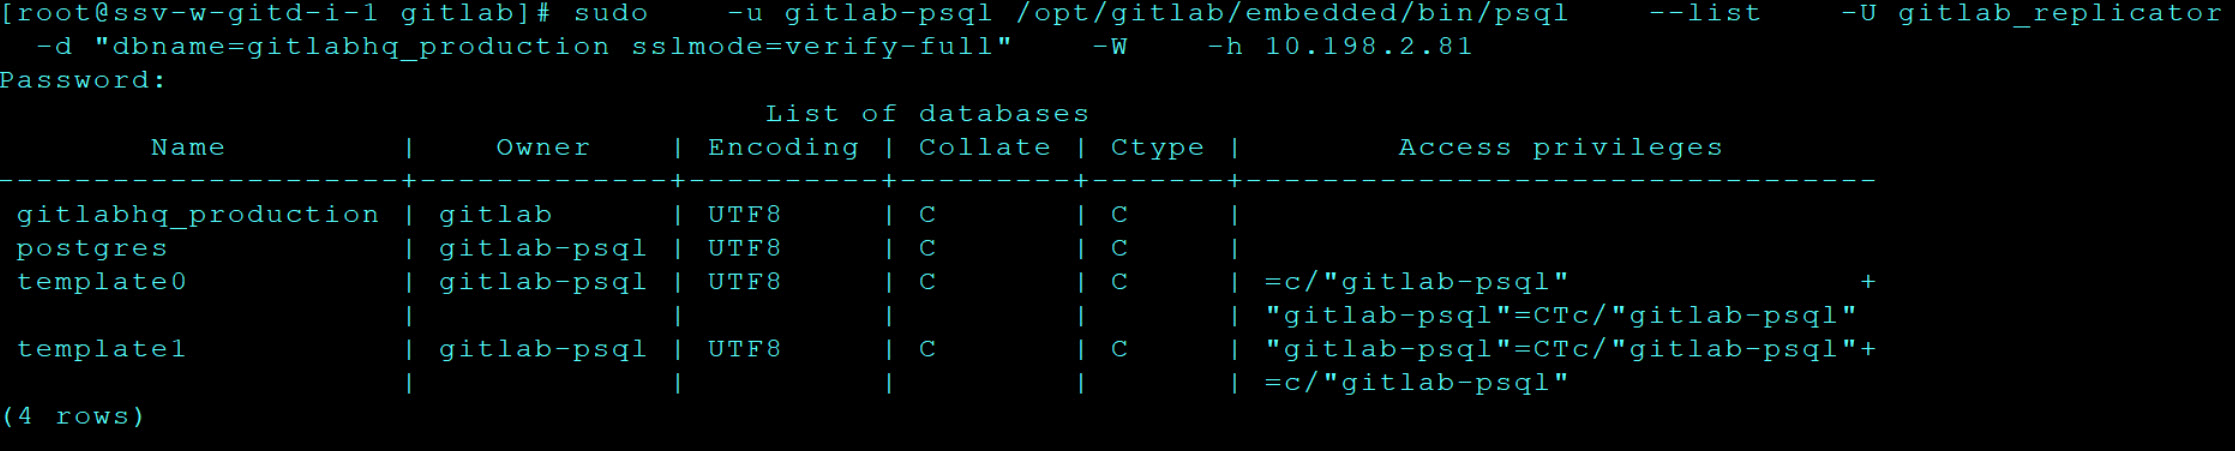 [root@ssv-w-gitd-i-1 gitlab]# sudo    -u gitlab-psql /opt/gitlab/embedded/bin/psql    --list    -U gitlab_replicator
  -d "dbname=gitlabhq_production sslmode=verify-full"    -W    -h 10.198.2.81
Password:
                                        List of databases
        Name         |    Owner    | Encoding | Collate | Ctype |        Access privileges
---------------------+-------------+----------+---------+-------+---------------------------------
 gitlabhq_production | gitlab      | UTF8     | C       | C     |
 postgres            | gitlab-psql | UTF8     | C       | C     |
 template0           | gitlab-psql | UTF8     | C       | C     | =c/"gitlab-psql"               +
                     |             |          |         |       | "gitlab-psql"=CTc/"gitlab-psql"
 template1           | gitlab-psql | UTF8     | C       | C     | "gitlab-psql"=CTc/"gitlab-psql"+
                     |             |          |         |       | =c/"gitlab-psql"
(4 rows)